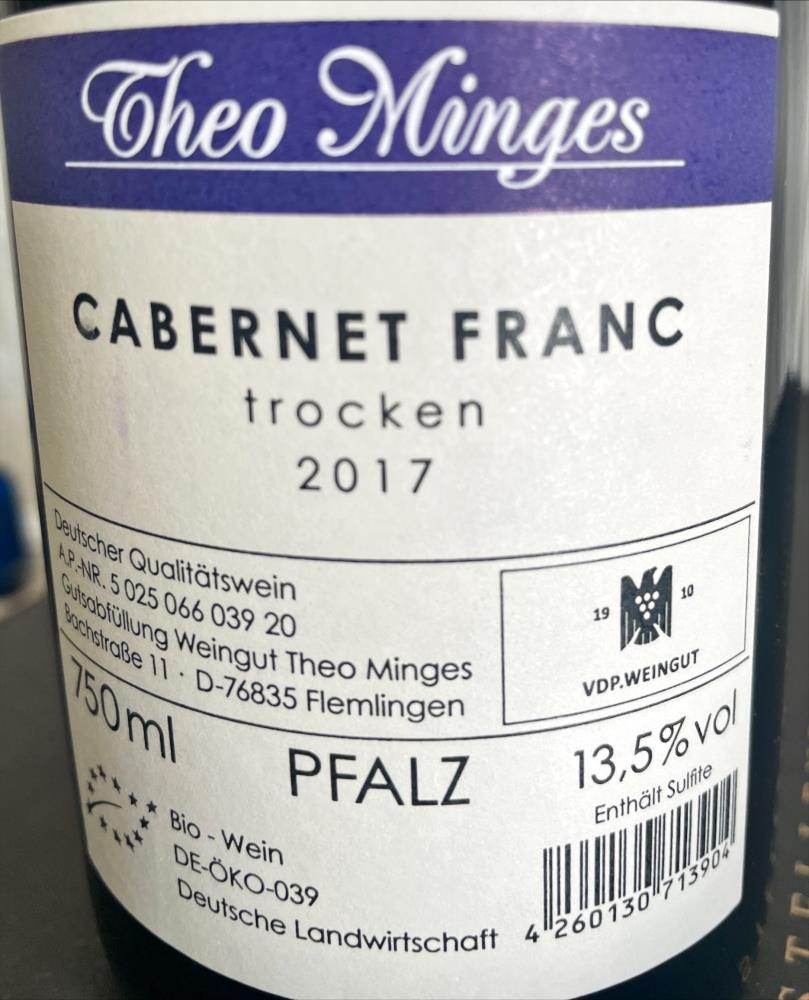 Theo Minges
CABERNET FRANC
trocken
2017
Deutscher Qualitätswein
A.P.-NR. 5 025 066 039 20
Gutsabfüllung Weingut Theo Minges
Bachstraße 11 · D-76835 Flemlingen
19 10
VDP.WEINGUT
750 ml
PFALZ
13,5% vol
Enthält Sulfite
Bio - Wein
DE-ÖKO-039
Deutsche Landwirtschaft
4 260130 713904